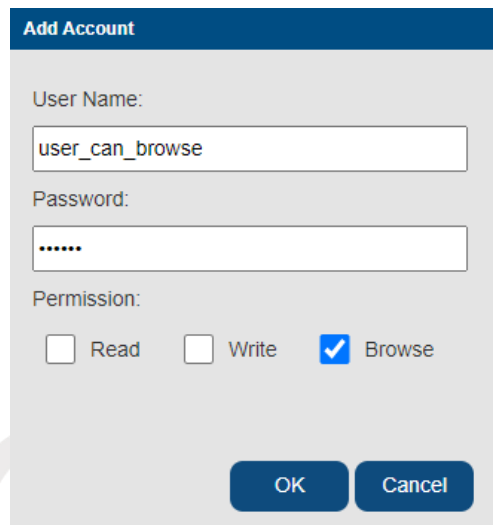 Add Account
User Name:
user_can_browse
Password:
••••••
Permission:
Read Write Browse
OK Cancel